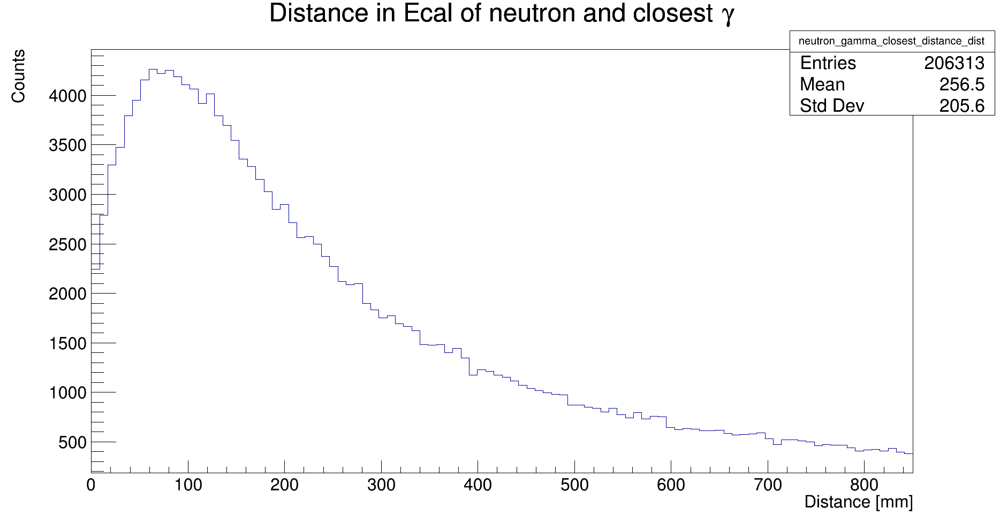 Distance in Ecal of neutron and closest γ
neutron_gamma_closest_distance_dist
Entries 206313
Mean 256.5
Std Dev 205.6
Counts
4000
3500
3000
2500
2000
1500
1000
500
0 100 200 300 400 500 600 700 800
Distance [mm]